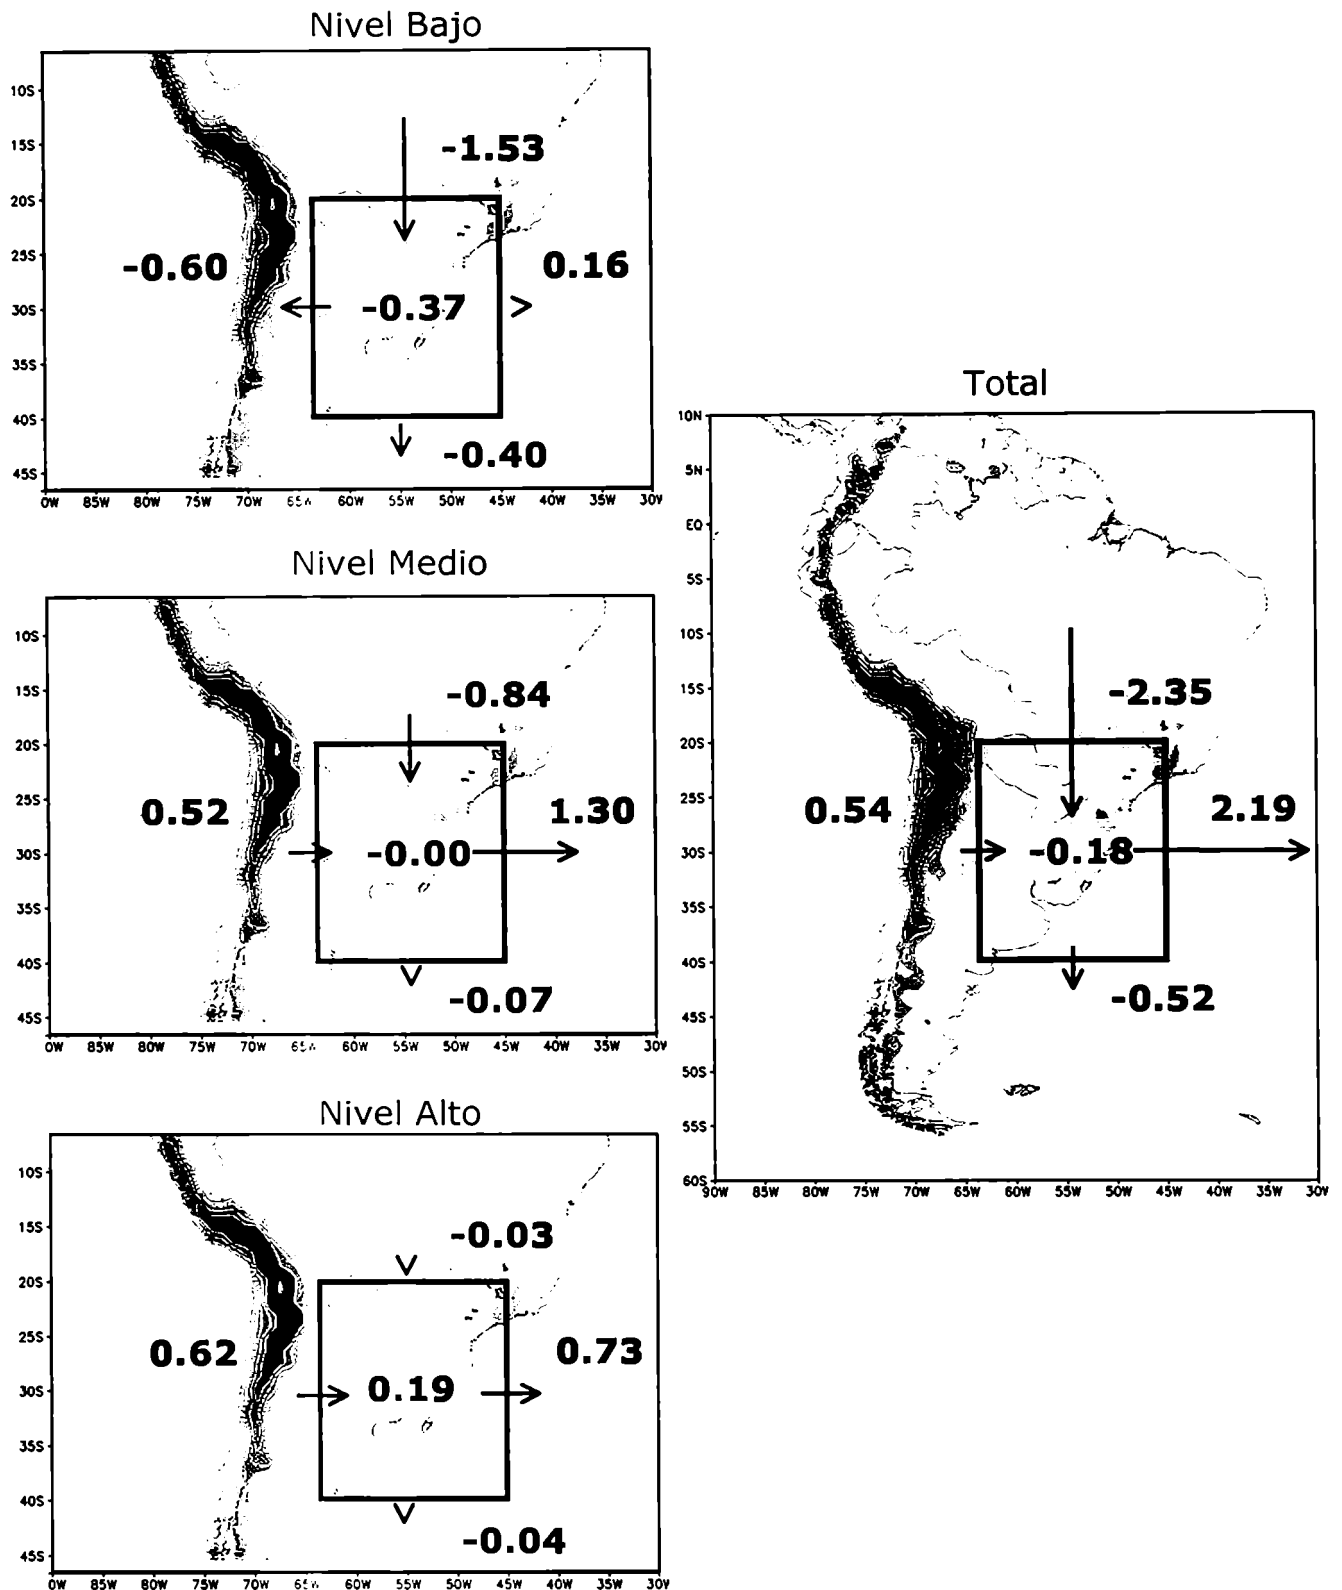 Nivel Bajo
10S
15S
20S
25S
30S
35S
40S
45S
-1.53
-0.60
0.16
-0.37
-0.40
0W 85W 80W 75W 70W 65W 60W 55W 50W 45W 40W 35W 30W
Nivel Medio
10S
15S
20S
25S
30S
35S
40S
45S
-0.84
0.52
1.30
-0.00
-0.07
0W 85W 80W 75W 70W 65W 60W 55W 50W 45W 40W 35W 30W
Nivel Alto
10S
15S
20S
25S
30S
35S
40S
45S
-0.03
0.62
0.73
0.19
-0.04
0W 85W 80W 75W 70W 65W 60W 55W 50W 45W 40W 35W 30W
Total
10N
5N
EQ
5S
10S
15S
20S
25S
30S
35S
40S
45S
50S
55S
60S
-2.35
0.54
2.19
-0.18
-0.52
90W 85W 80W 75W 70W 65W 60W 55W 50W 45W 40W 35W 30W